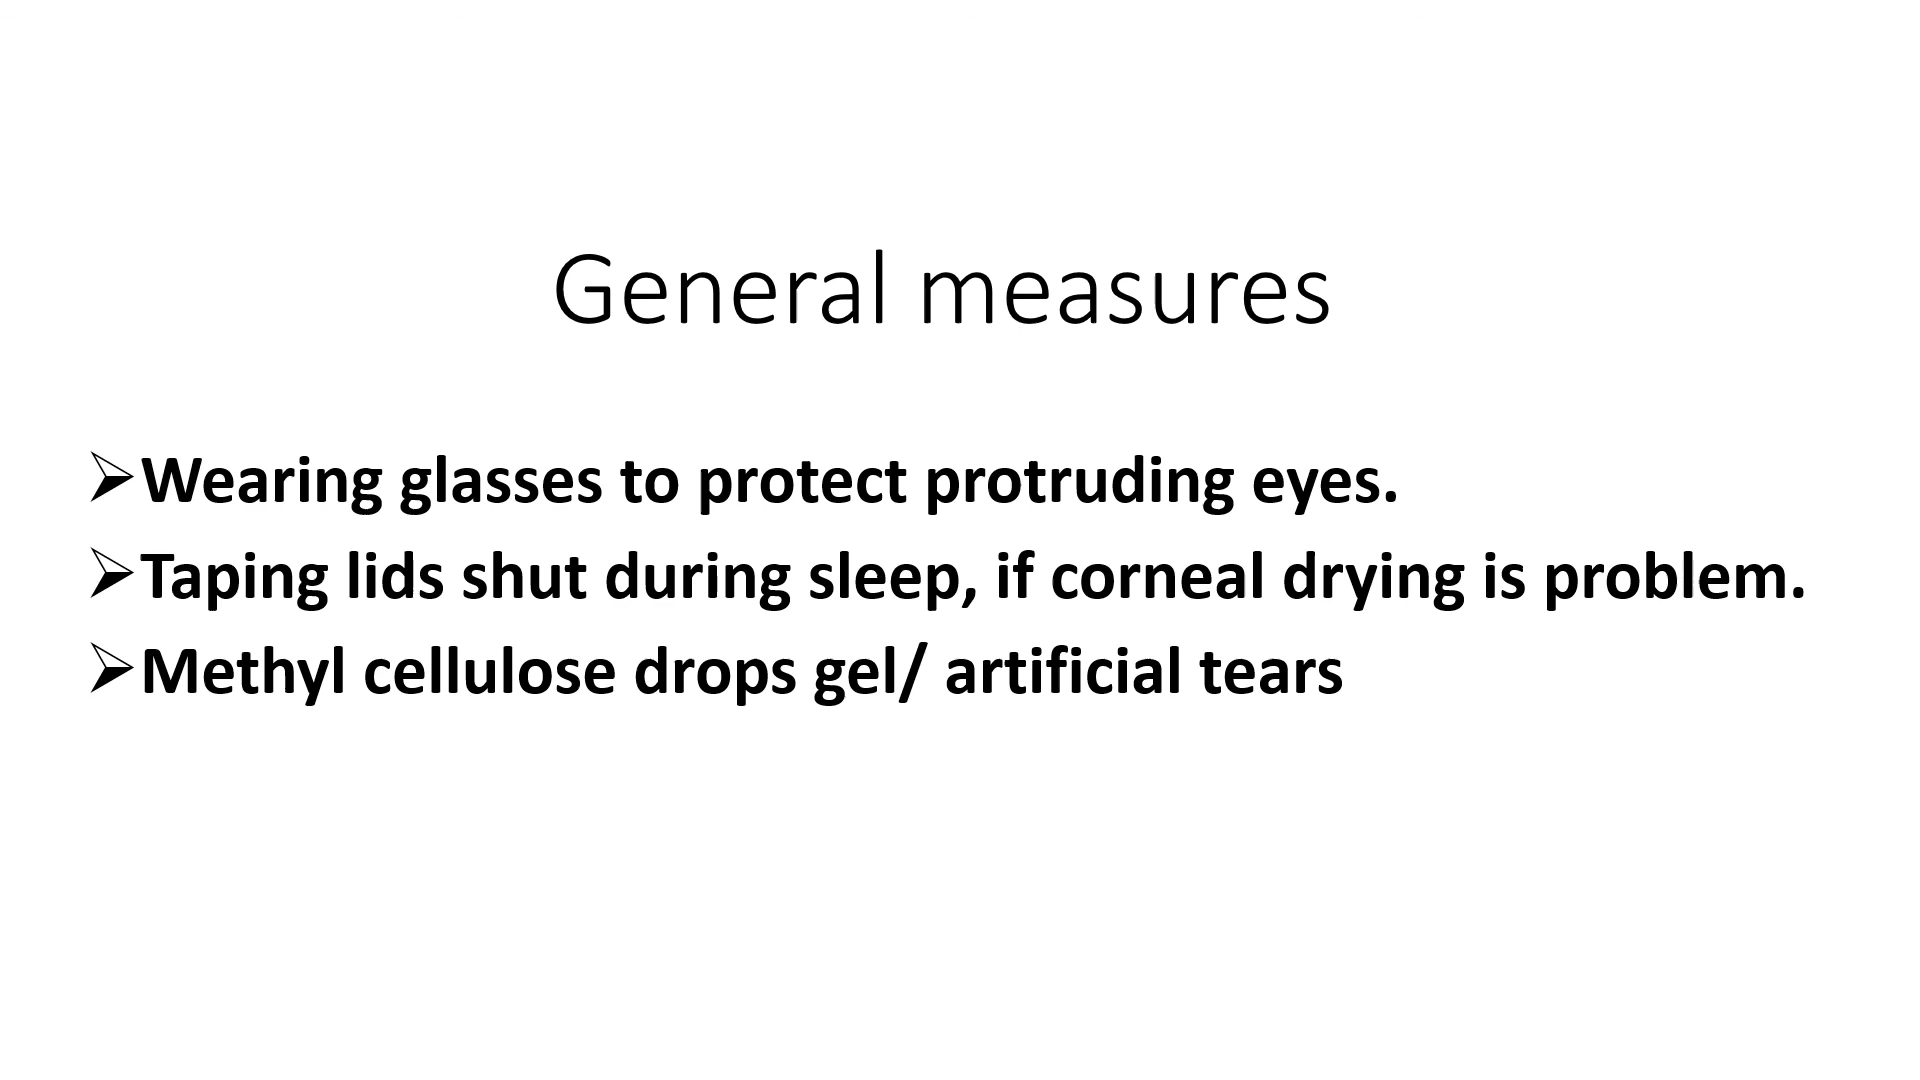 General measures
➢Wearing glasses to protect protruding eyes.
➢Taping lids shut during sleep, if corneal drying is problem.
➢Methyl cellulose drops gel/ artificial tears